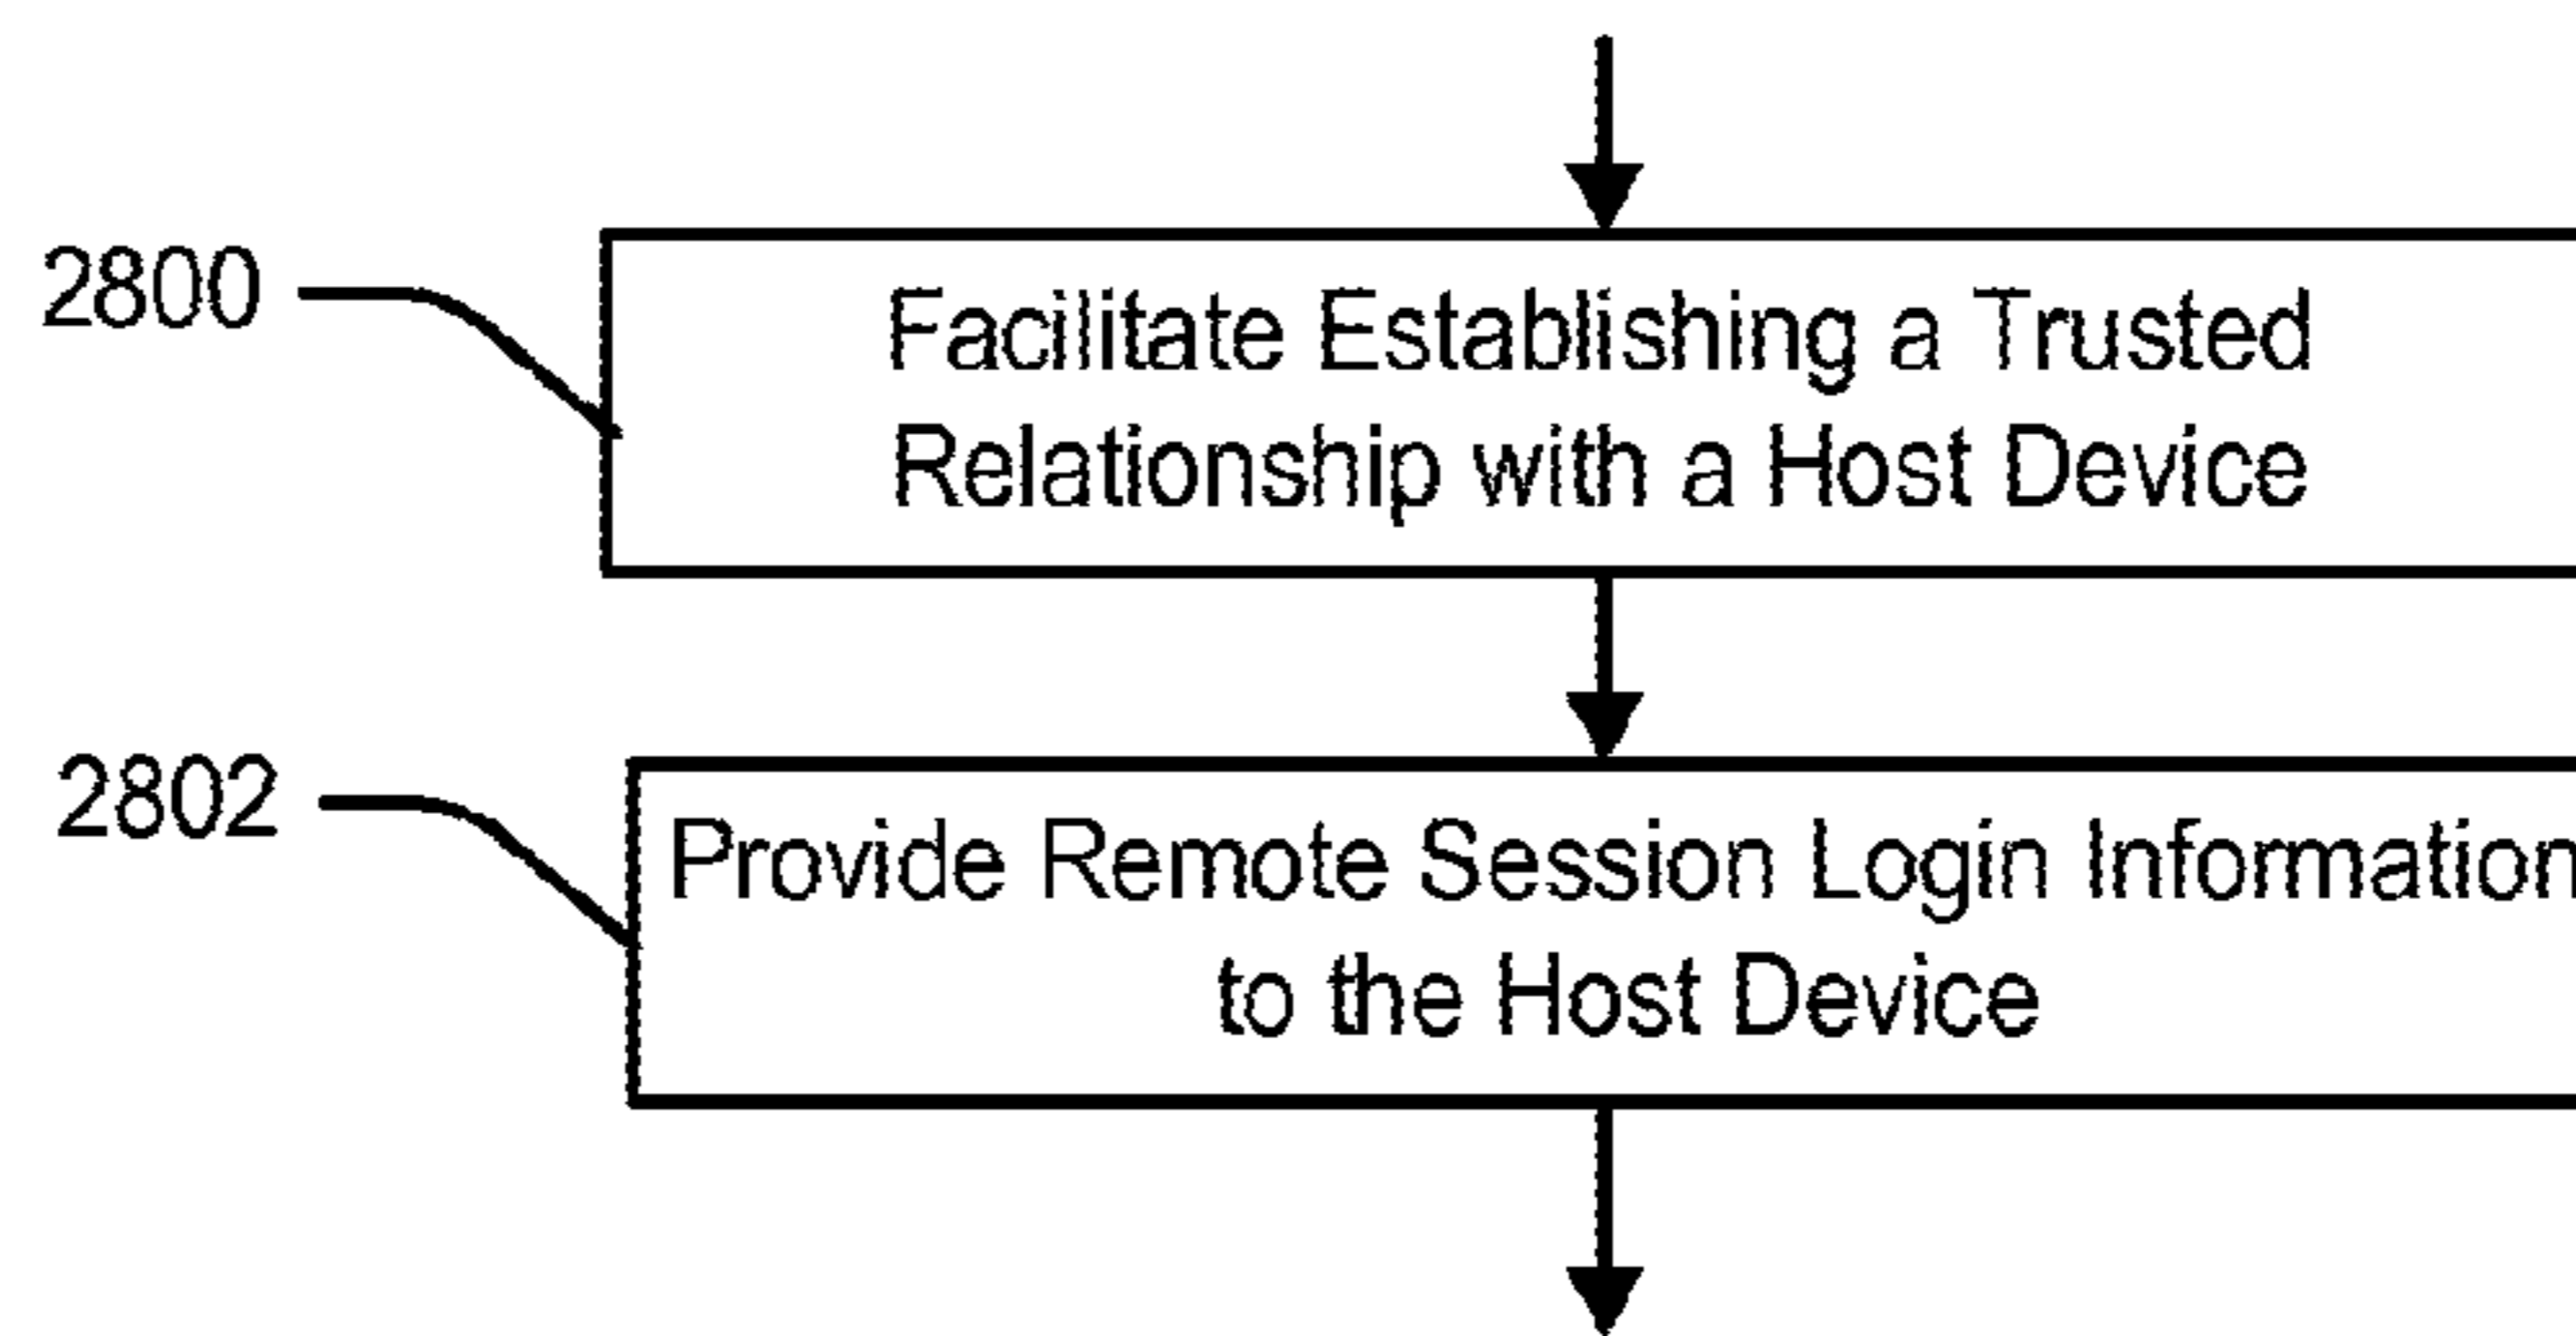 2800
Facilitate Establishing a Trusted
Relationship with a Host Device
2802
Provide Remote Session Login Information
to the Host Device